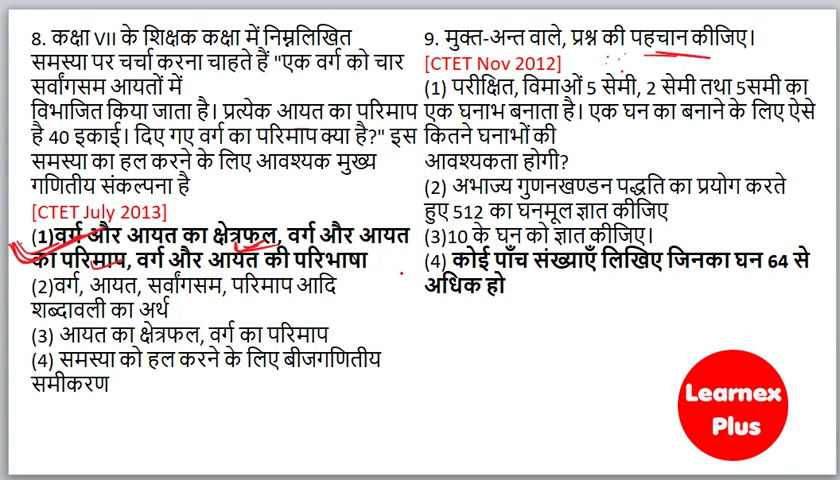 8. कक्षा VII के शिक्षक कक्षा में निम्नलिखित
समस्या पर चर्चा करना चाहते हैं "एक वर्ग को चार
सर्वांगसम आयतों में
विभाजित किया जाता है। प्रत्येक आयत का परिमाप
है 40 इकाई। दिए गए वर्ग का परिमाप क्या है?" इस
समस्या का हल करने के लिए आवश्यक मुख्य
गणितीय संकल्पना है
[CTET July 2013]
(1)वर्ग और आयत का क्षेत्रफल, वर्ग और आयत
का परिमाप, वर्ग और आयत की परिभाषा
(2)वर्ग, आयत, सर्वांगसम, परिमाप आदि
शब्दावली का अर्थ
(3) आयत का क्षेत्रफल, वर्ग का परिमाप
(4) समस्या को हल करने के लिए बीजगणितीय
समीकरण
9. मुक्त-अन्त वाले, प्रश्न की पहचान कीजिए।
[CTET Nov 2012]
(1) परीक्षित, विमाओं 5 सेमी, 2 सेमी तथा 5समी का
एक घनाभ बनाता है। एक घन का बनाने के लिए ऐसे
कितने घनाभों की
आवश्यकता होगी?
(2) अभाज्य गुणनखण्डन पद्धति का प्रयोग करते
हुए 512 का घनमूल ज्ञात कीजिए
(3)10 के घन को ज्ञात कीजिए।
(4) कोई पाँच संख्याएँ लिखिए जिनका घन 64 से
अधिक हो
Learnex
Plus